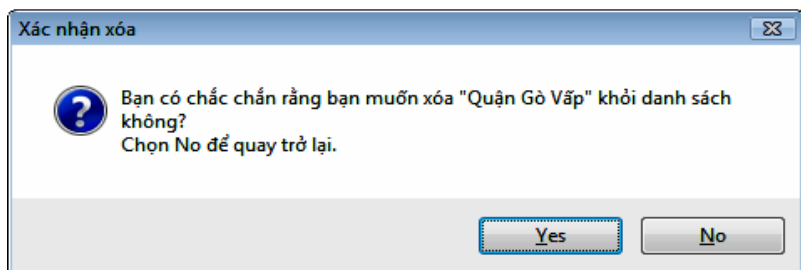 Xác nhận xóa
Bạn có chắc chắn rằng bạn muốn xóa "Quận Gò Vấp" khỏi danh sách
không?
Chọn No để quay trở lại.
Yes
No